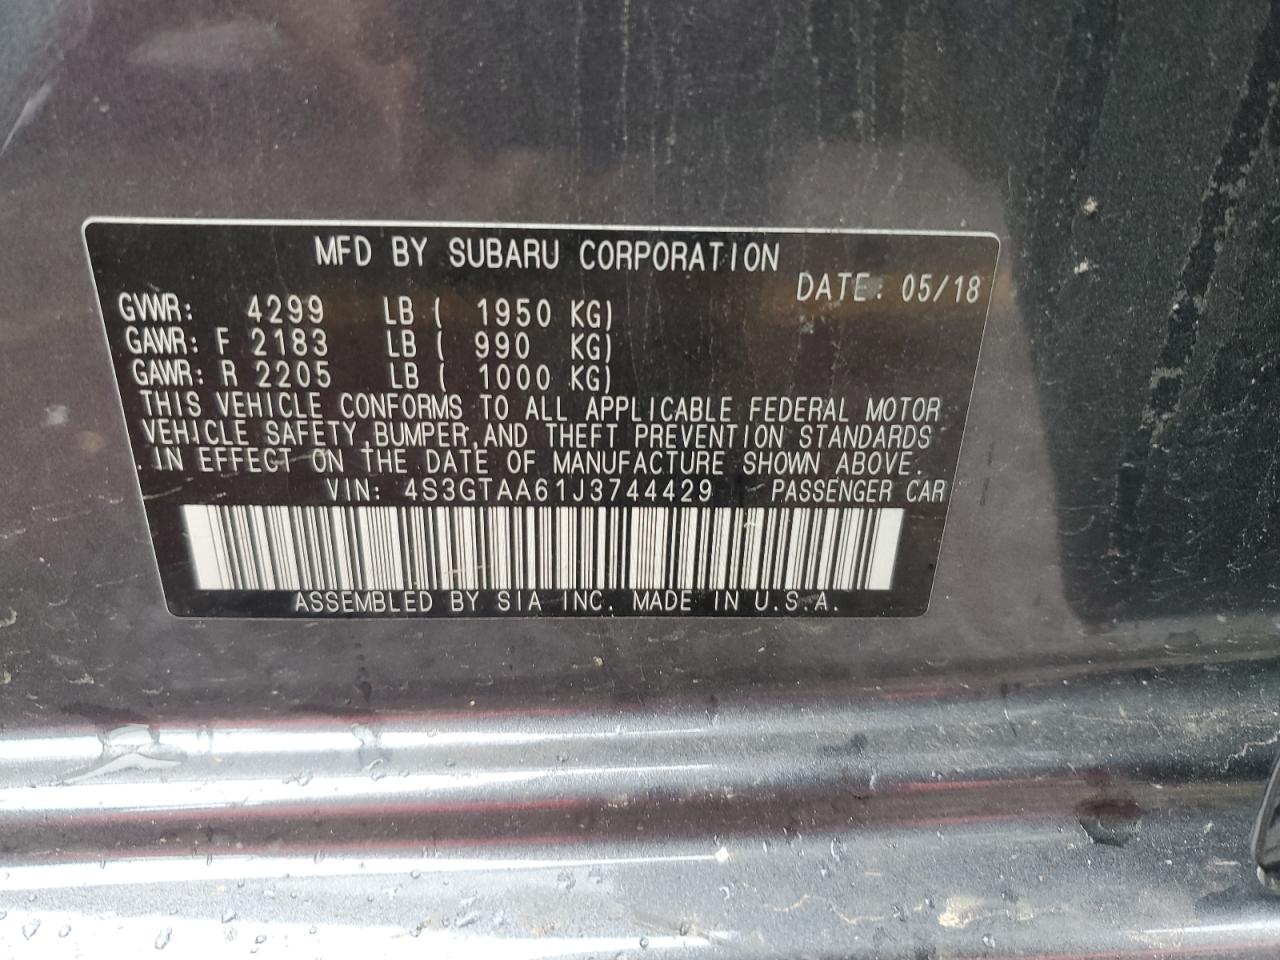 MFD BY SUBARU CORPORATION
DATE: 05/18
GVWR: 4299 LB ( 1950 KG)
GAWR: F 2183 LB ( 990 KG)
GAWR: R 2205 LB ( 1000 KG)
THIS VEHICLE CONFORMS TO ALL APPLICABLE FEDERAL MOTOR
VEHICLE SAFETY,BUMPER,AND THEFT PREVENTION STANDARDS
IN EFFECT ON THE DATE OF MANUFACTURE SHOWN ABOVE.
VIN: 4S3GTAA61J3744429 PASSENGER CAR
ASSEMBLED BY SIA INC. MADE IN U.S.A.